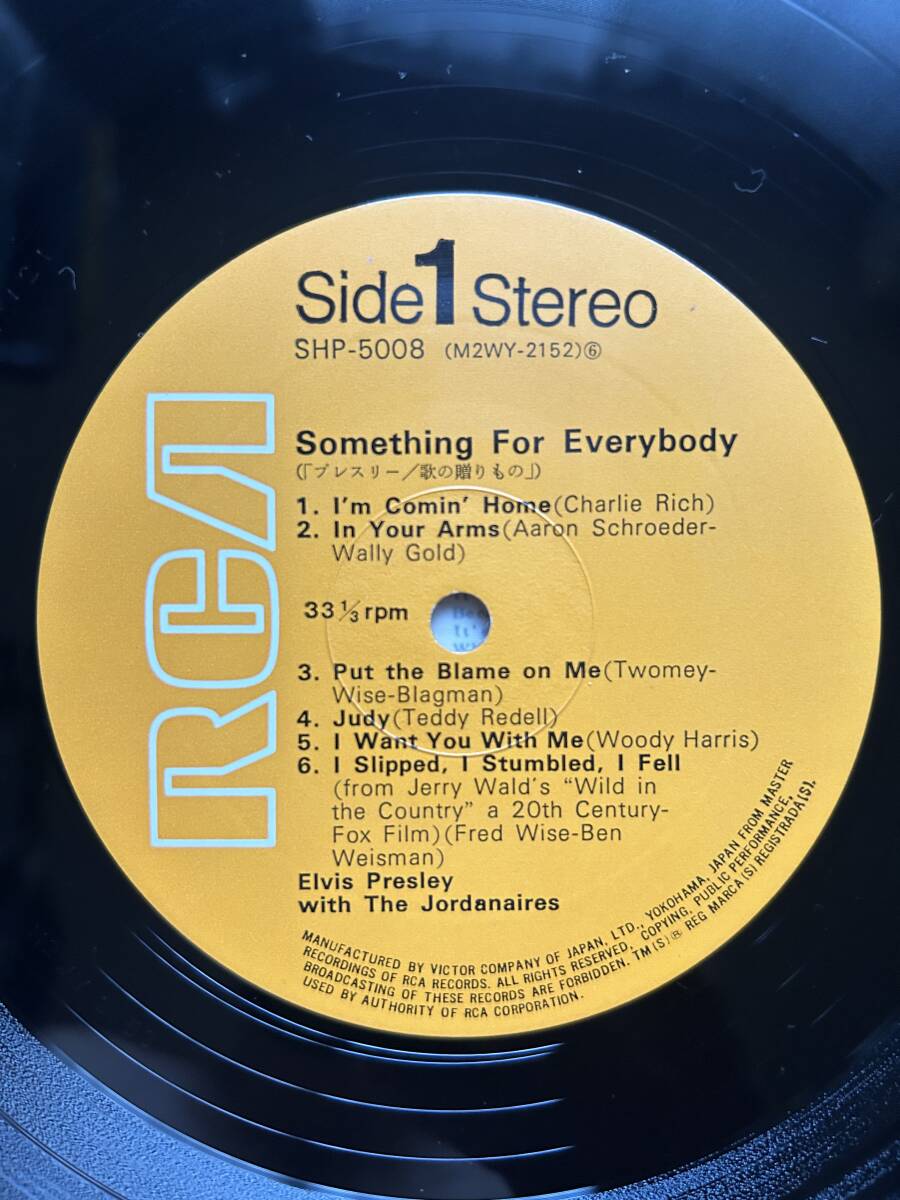 RCA
Side 1 Stereo
SHP-5008 (M2WY-2152)⑥
Something For Everybody
(「プレスリー/歌の贈りもの」)
1. I'm Comin' Home(Charlie Rich)
2. In Your Arms(Aaron Schroeder-
Wally Gold)
33 1/3 rpm
3. Put the Blame on Me(Twomey-
Wise-Blagman)
4. Judy(Teddy Redell)
5. I Want You With Me(Woody Harris)
6. I Slipped, I Stumbled, I Fell
(from Jerry Wald's "Wild in
the Country" a 20th Century-
Fox Film)(Fred Wise-Ben
Weisman)
Elvis Presley
with The Jordanaires
MANUFACTURED BY VICTOR COMPANY OF JAPAN, LTD., YOKOHAMA, JAPAN FROM MASTER
RECORDINGS OF RCA RECORDS. ALL RIGHTS RESERVED, COPYING, PUBLIC PERFORMANCE,
BROADCASTING OF THESE RECORDS ARE FORBIDDEN. TM(S)® REG MARCA(S) REGISTRADA(S).
USED BY AUTHORITY OF RCA CORPORATION.